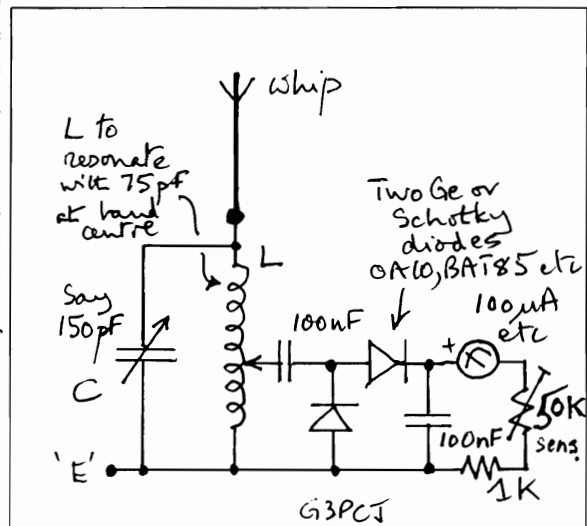 Whip
L to
resonate
with 75pf
at band
centre
Two Ge or
Schotky
diodes
OA10, BAT85 etc
L
Say
150pF
C
100nF
100µA
etc
+
50K
sens.
100nF
1K
'E'
G3PCJ